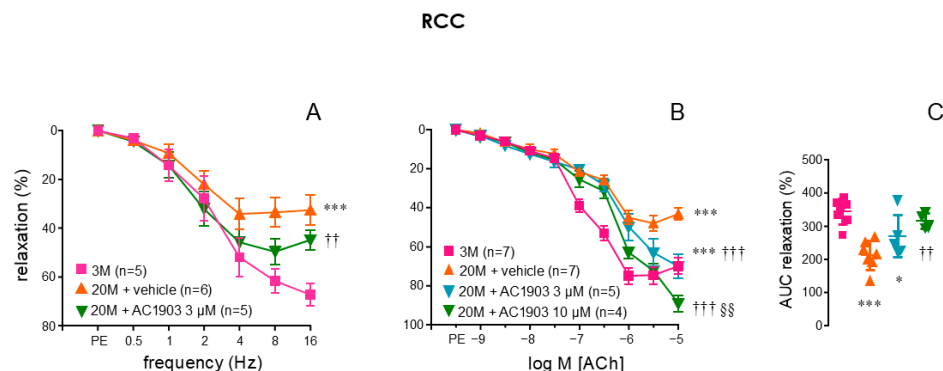 RCC
A
relaxation (%)
0
20
40
60
80
***
††
3M (n=5)
20M + vehicle (n=6)
20M + AC1903 3 µM (n=5)
PE 0.5 1 2 4 8 16
frequency (Hz)
B
0
20
40
60
80
100
***
*** †††
††† §§
3M (n=7)
20M + vehicle (n=7)
20M + AC1903 3 µM (n=5)
20M + AC1903 10 µM (n=4)
PE −9 −8 −7 −6 −5
log M [ACh]
C
AUC relaxation (%)
500
400
300
200
100
0
***
*
††